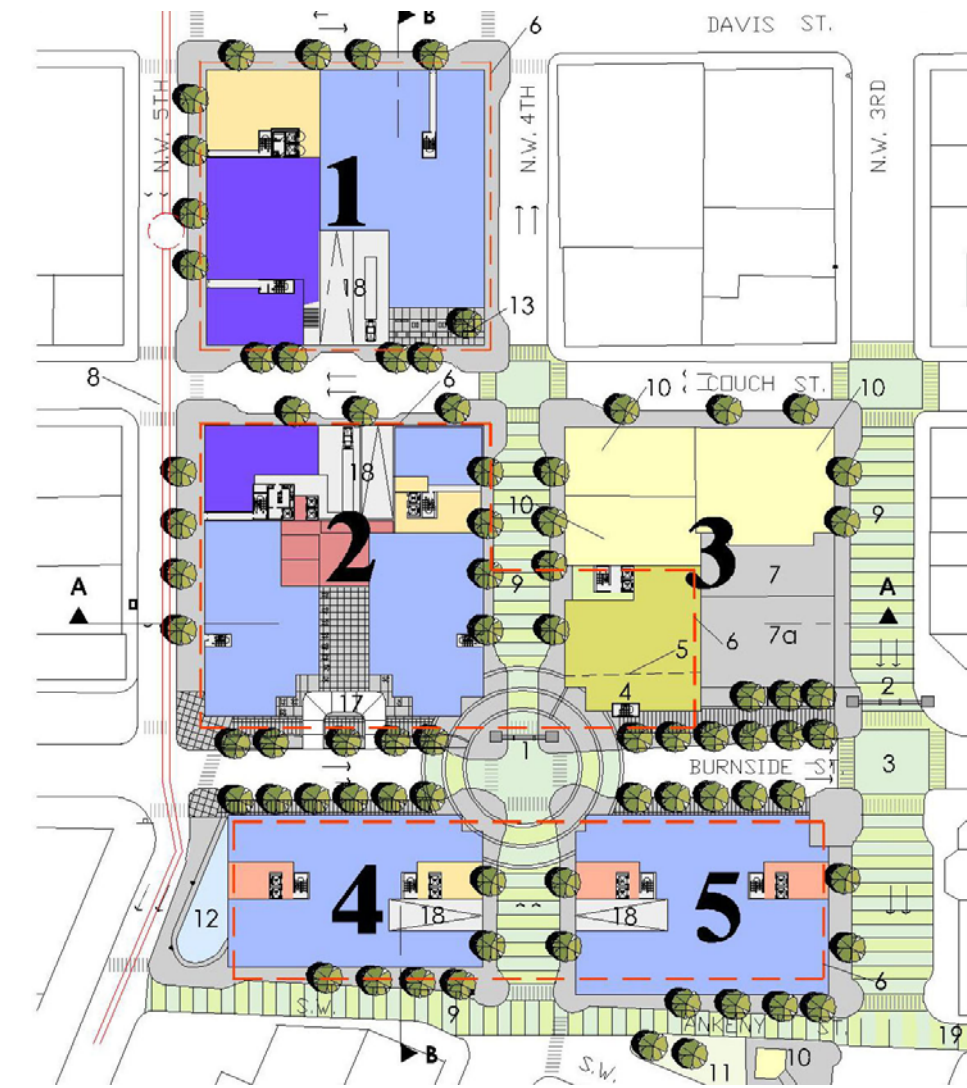 B
6
DAVIS ST.
N.W. 5TH
N.W. 4TH
N.W. 3RD
1
18
13
8
6
10
COUCH ST.
10
18
10
9
2
3
7
A
9
A
7a
6
5
4
2
17
1
BURNSIDE ST.
3
4
5
12
18
18
6
S.W.
9
ANKENY ST.
19
B
S.W.
11
10